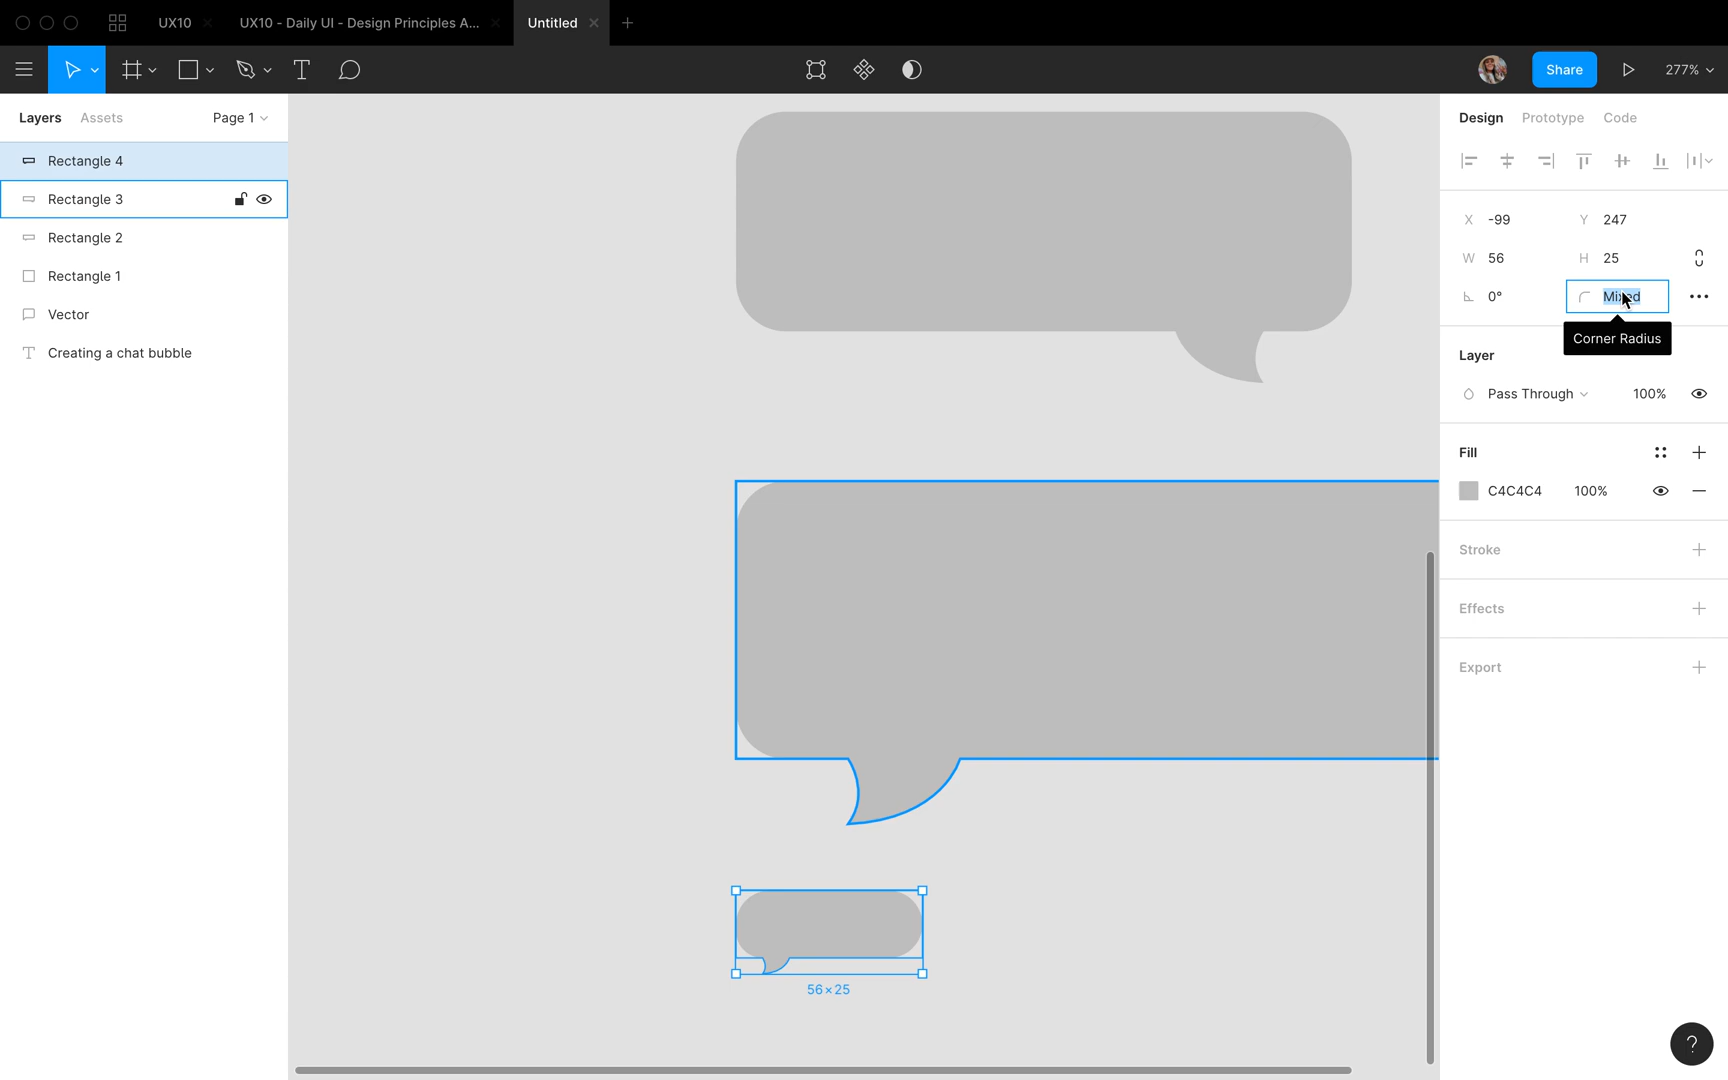 UX10
UX10 - Daily UI - Design Principles A...
Untitled
Share
277%
Layers
Assets
Page 1
Rectangle 4
Rectangle 3
Rectangle 2
Rectangle 1
Vector
Creating a chat bubble
56 × 25
Design
Prototype
Code
X -99
Y 247
W 56
H 25
0°
Mixed
Corner Radius
Layer
Pass Through
100%
Fill
C4C4C4
100%
Stroke
Effects
Export
?